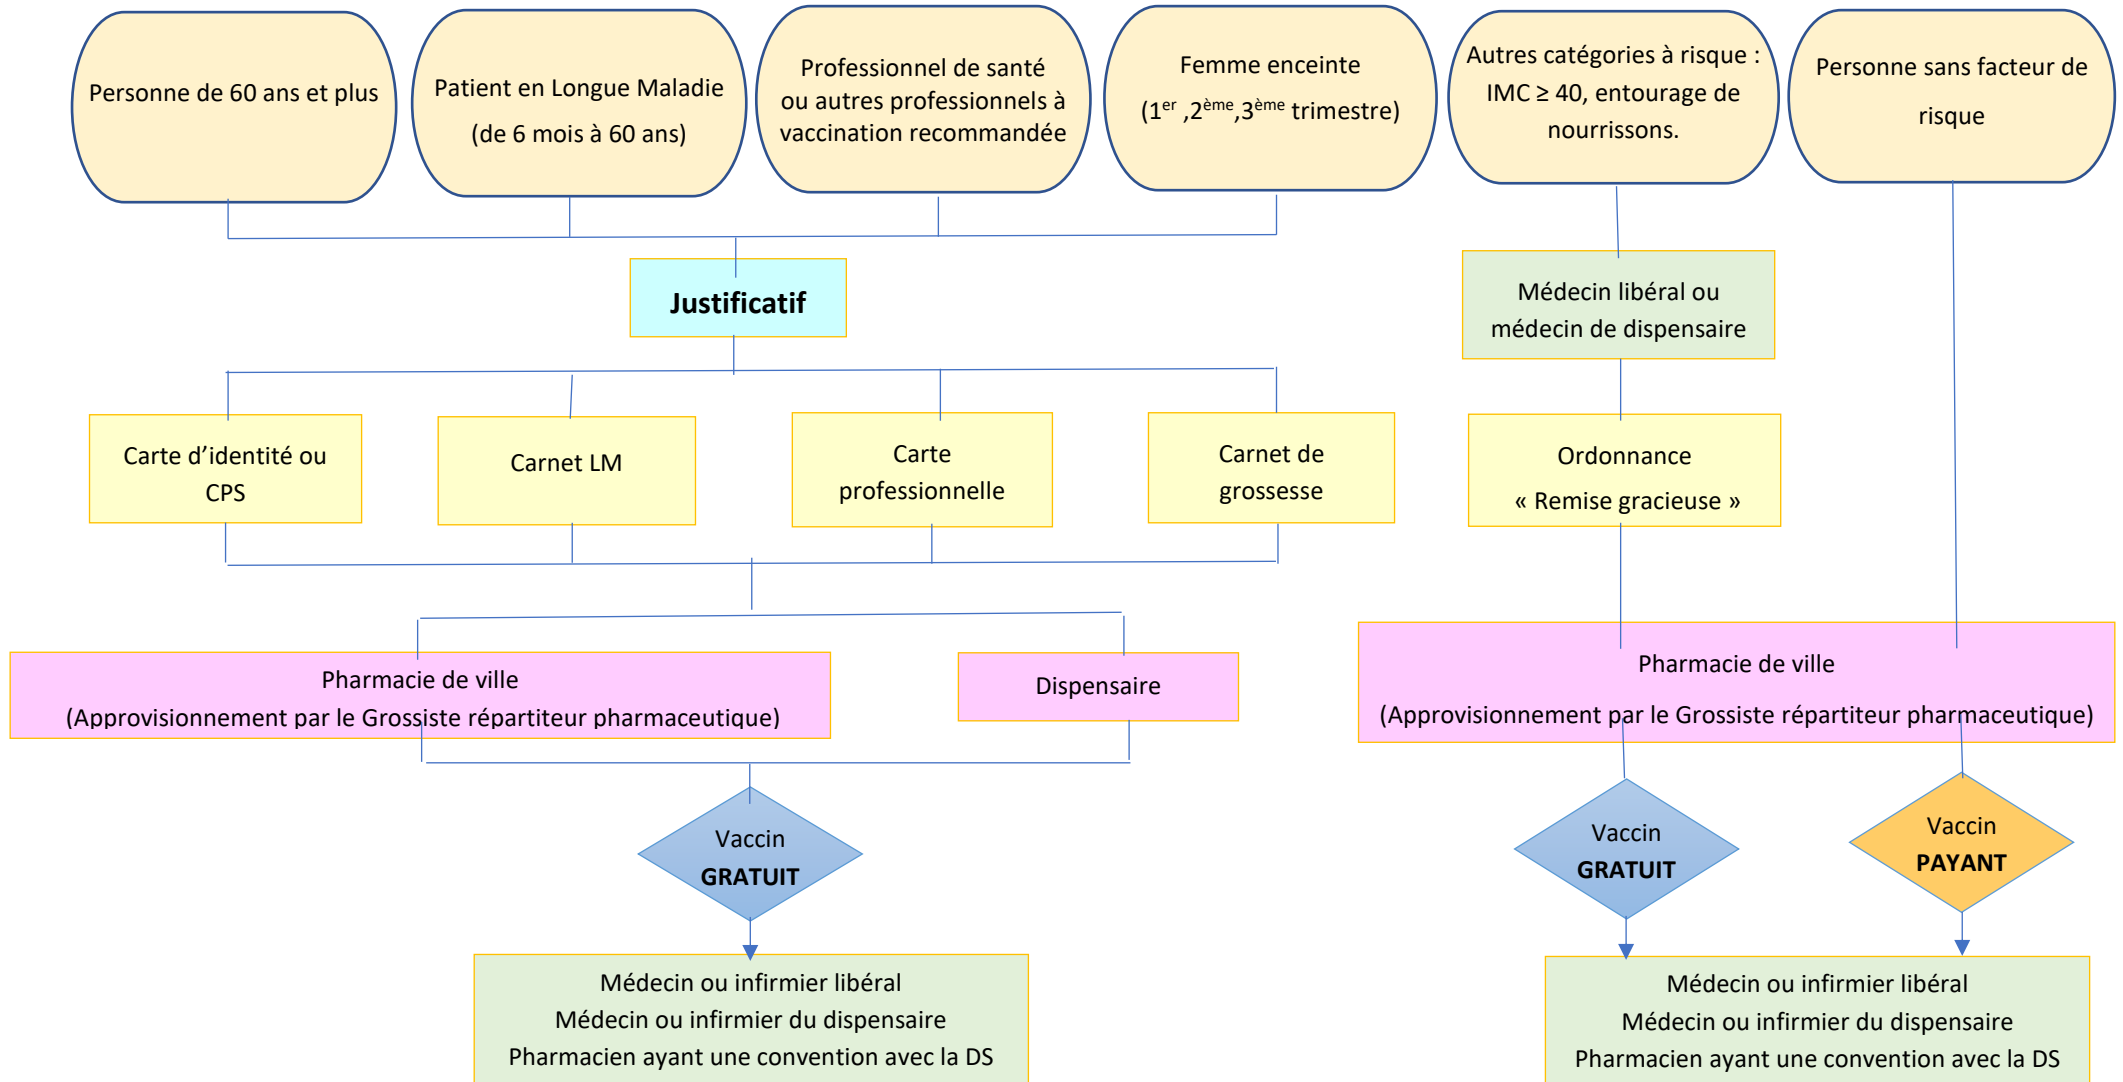 Personne de 60 ans et plus
Patient en Longue Maladie
(de 6 mois à 60 ans)
Professionnel de santé
ou autres professionnels à
vaccination recommandée
Femme enceinte
(1er ,2ème,3ème trimestre)
Autres catégories à risque :
IMC ≥ 40, entourage de
nourrissons.
Personne sans facteur de
risque
Justificatif
Médecin libéral ou
médecin de dispensaire
Carte d'identité ou
CPS
Carnet LM
Carte
professionnelle
Carnet de
grossesse
Ordonnance
« Remise gracieuse »
Pharmacie de ville
(Approvisionnement par le Grossiste répartiteur pharmaceutique)
Dispensaire
Pharmacie de ville
(Approvisionnement par le Grossiste répartiteur pharmaceutique)
Vaccin
GRATUIT
Vaccin
GRATUIT
Vaccin
PAYANT
Médecin ou infirmier libéral
Médecin ou infirmier du dispensaire
Pharmacien ayant une convention avec la DS
Médecin ou infirmier libéral
Médecin ou infirmier du dispensaire
Pharmacien ayant une convention avec la DS